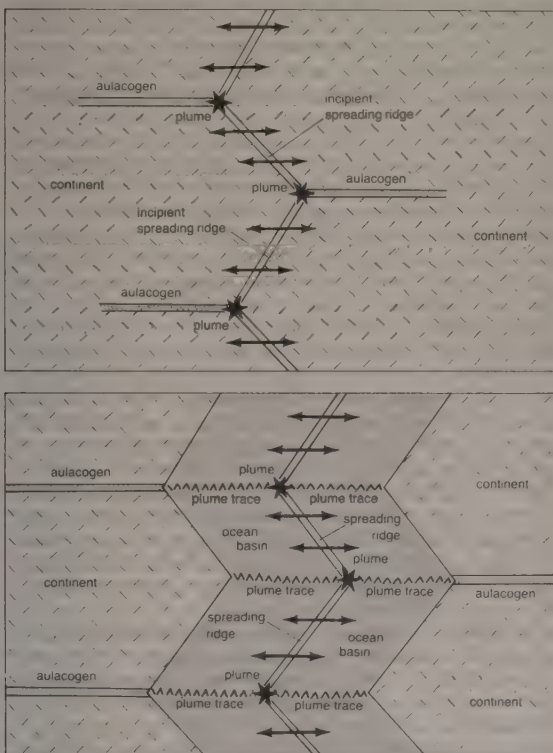 aulacogen
plume
incipient
spreading ridge
continent
plume
aulacogen
incipient
spreading ridge
continent
aulacogen
plume
aulacogen
plume
continent
plume trace
plume trace
spreading
ridge
ocean
basin
plume
continent
plume trace
plume trace
aulacogen
spreading
ridge
ocean
basin
aulacogen
plume
continent
plume trace
plume trace